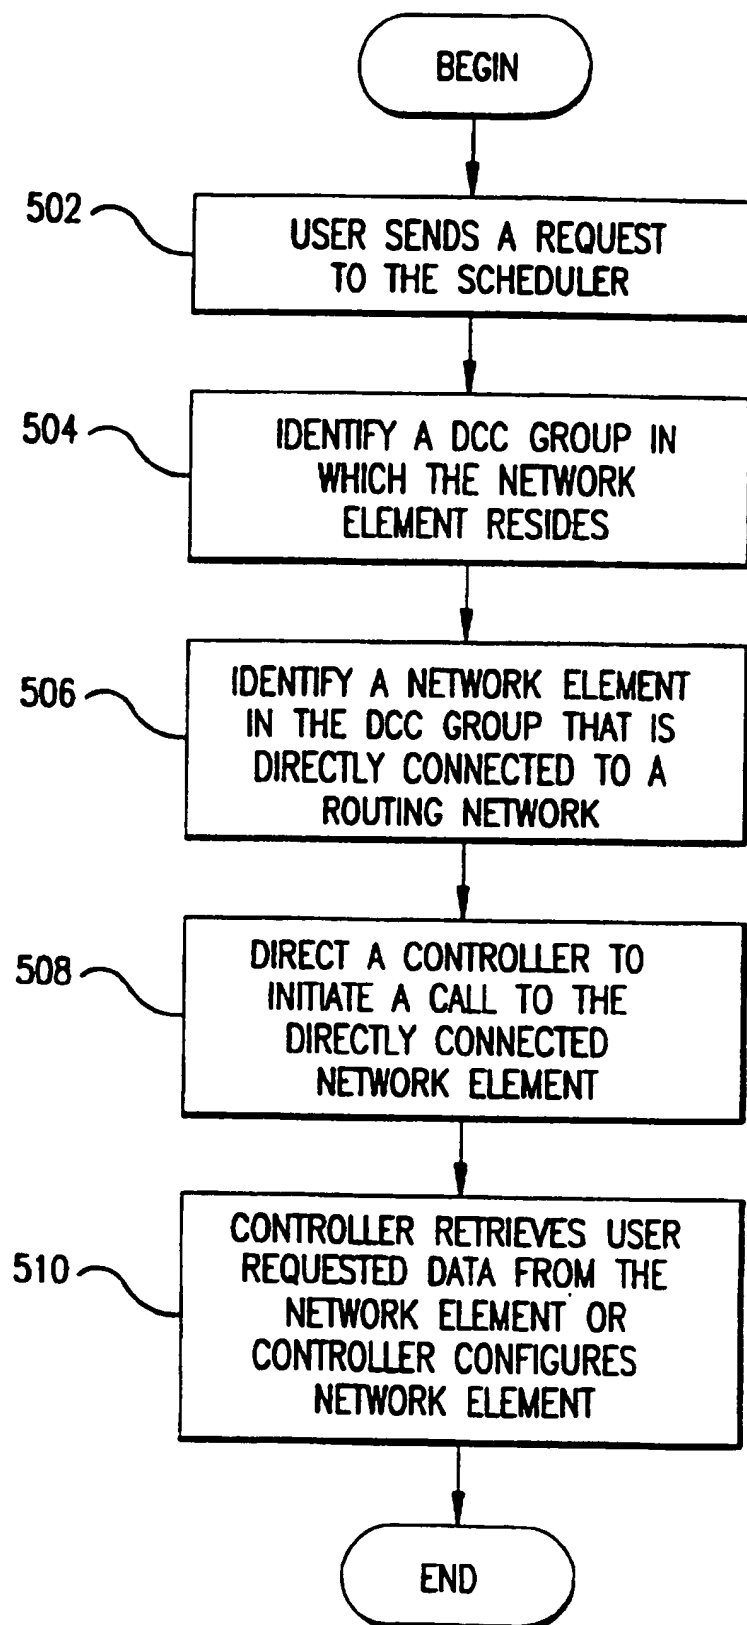 BEGIN
502
USER SENDS A REQUEST
TO THE SCHEDULER
504
IDENTIFY A DCC GROUP IN
WHICH THE NETWORK
ELEMENT RESIDES
506
IDENTIFY A NETWORK ELEMENT
IN THE DCC GROUP THAT IS
DIRECTLY CONNECTED TO A
ROUTING NETWORK
508
DIRECT A CONTROLLER TO
INITIATE A CALL TO THE
DIRECTLY CONNECTED
NETWORK ELEMENT
510
CONTROLLER RETRIEVES USER
REQUESTED DATA FROM THE
NETWORK ELEMENT OR
CONTROLLER CONFIGURES
NETWORK ELEMENT
END